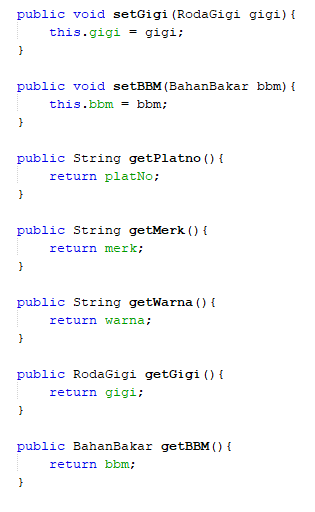 public void setGigi(RodaGigi gigi){
this.gigi = gigi;
}
public void setBBM(BahanBakar bbm){
this.bbm = bbm;
}
public String getPlatno(){
return platNo;
}
public String getMerk(){
return merk;
}
public String getWarna(){
return warna;
}
public RodaGigi getGigi(){
return gigi;
}
public BahanBakar getBBM(){
return bbm;
}